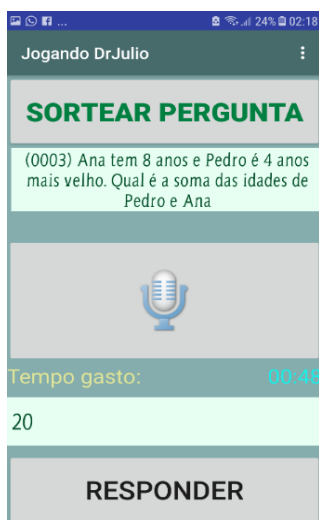 ... 24% 02:18
Jogando DrJulio
SORTEAR PERGUNTA
(0003) Ana tem 8 anos e Pedro é 4 anos
mais velho. Qual é a soma das idades de
Pedro e Ana
Tempo gasto: 00:48
20
RESPONDER